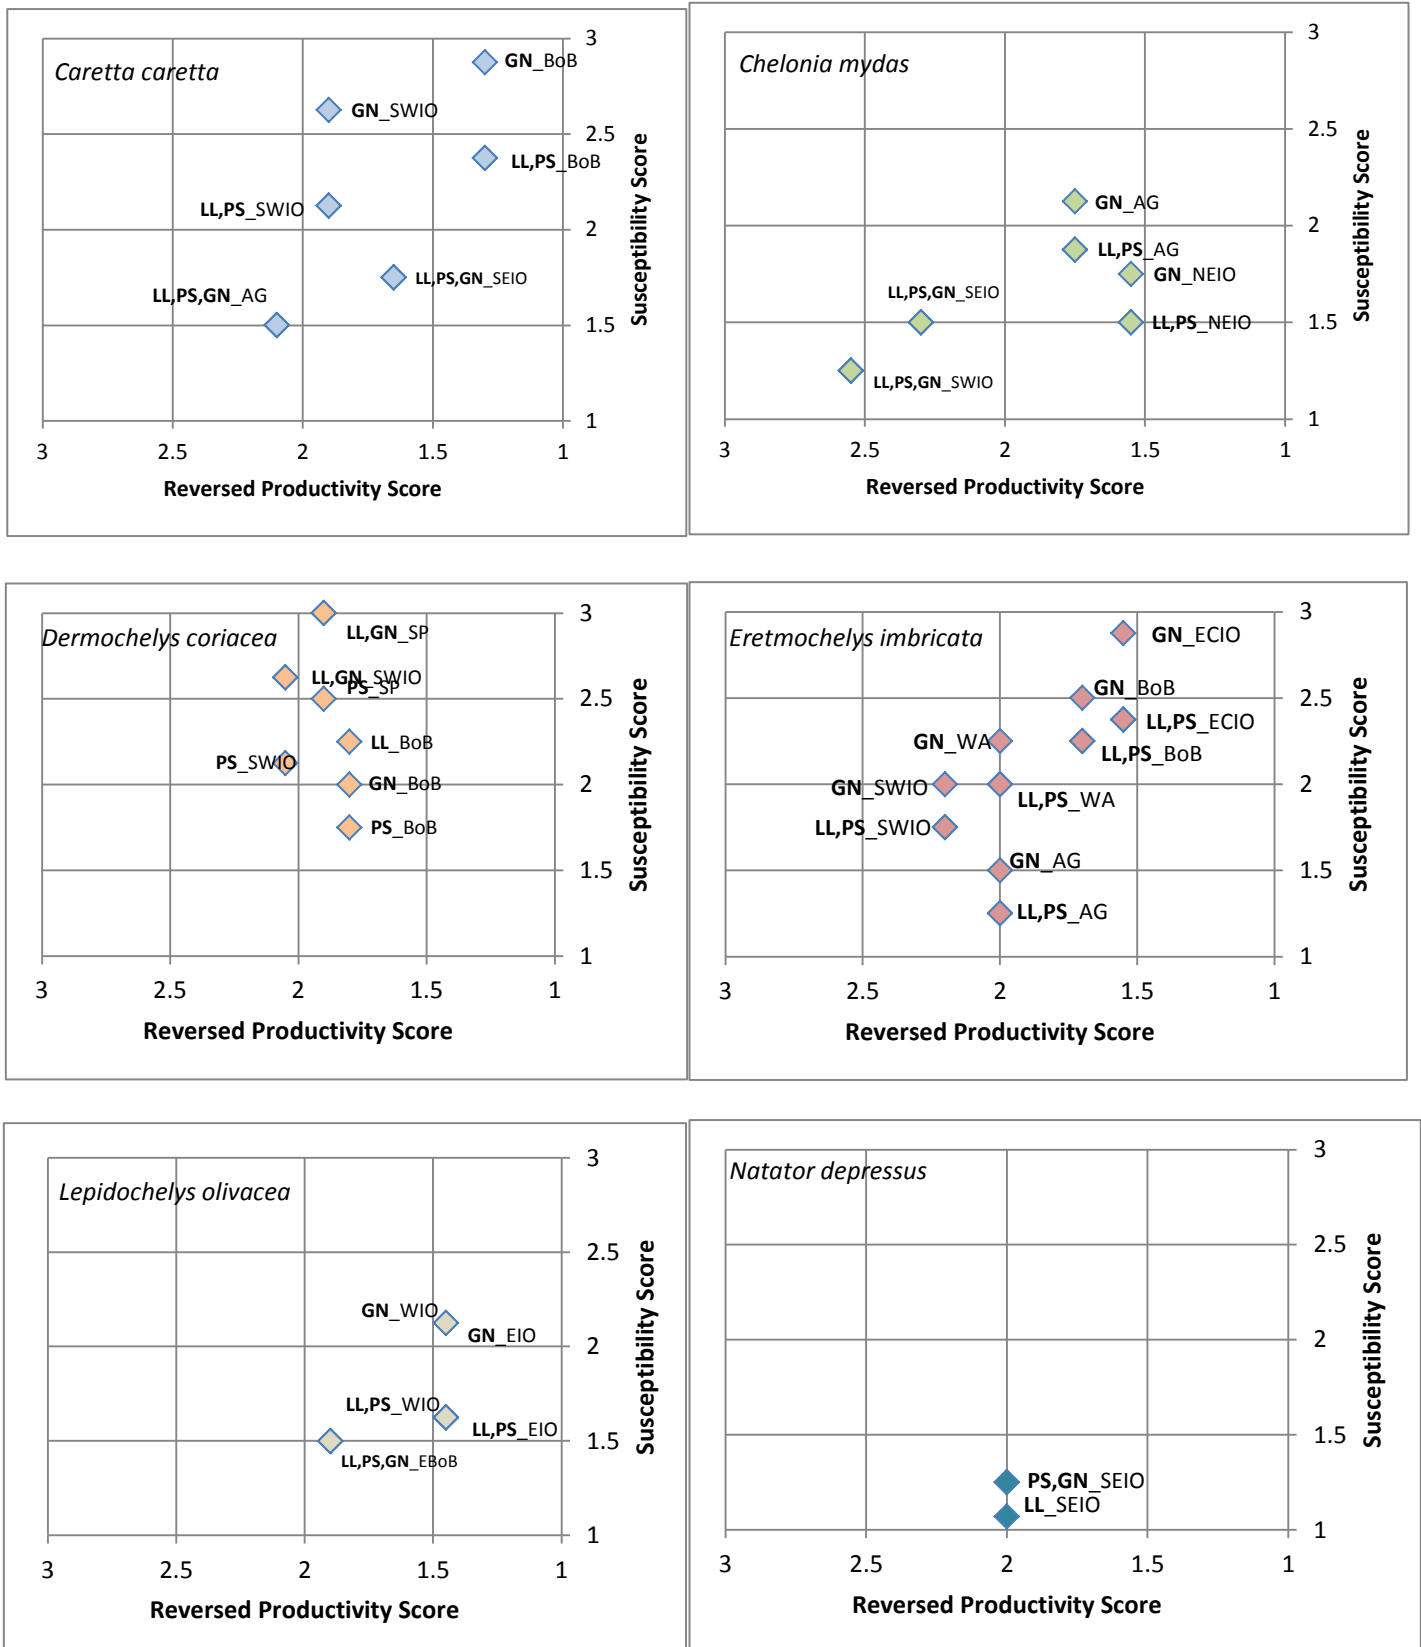 Caretta caretta
3
GN_BoB
GN_SWIO
2.5
LL,PS_BoB
LL,PS_SWIO
2
LL,PS,GN_SEIO
LL,PS,GN_AG
1.5
1
3 2.5 2 1.5 1
Reversed Productivity Score
Susceptibility Score
Chelonia mydas
3
2.5
GN_AG
2
LL,PS_AG
GN_NEIO
LL,PS,GN_SEIO
LL,PS_NEIO
1.5
LL,PS,GN_SWIO
1
3 2.5 2 1.5 1
Reversed Productivity Score
Susceptibility Score
Dermochelys coriacea
3
LL,GN_SP
LL,GN_SWIO
PS_SP
2.5
LL_BoB
PS_SWIO
GN_BoB
2
PS_BoB
1.5
1
3 2.5 2 1.5 1
Reversed Productivity Score
Susceptibility Score
Eretmochelys imbricata
3
GN_ECIO
GN_BoB
2.5
LL,PS_ECIO
GN_WA
LL,PS_BoB
GN_SWIO
2
LL,PS_WA
LL,PS_SWIO
GN_AG
1.5
LL,PS_AG
1
3 2.5 2 1.5 1
Reversed Productivity Score
Susceptibility Score
Lepidochelys olivacea
3
2.5
GN_WIO
GN_EIO
2
LL,PS_WIO
LL,PS_EIO
1.5
LL,PS,GN_EBoB
1
3 2.5 2 1.5 1
Reversed Productivity Score
Susceptibility Score
Natator depressus
3
2.5
2
1.5
PS,GN_SEIO
LL_SEIO
1
3 2.5 2 1.5 1
Reversed Productivity Score
Susceptibility Score